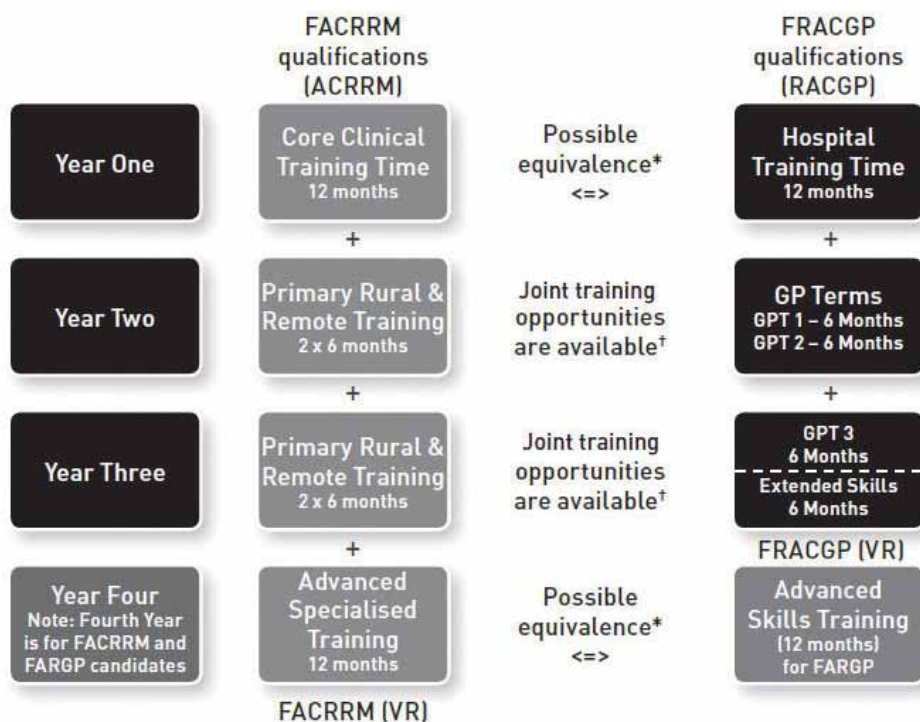 FACRRM
qualifications
(ACRRM)
FRACGP
qualifications
(RACGP)
Year One
Core Clinical
Training Time
12 months
Possible
equivalence*
<=>
Hospital
Training Time
12 months
+
+
Year Two
Primary Rural &
Remote Training
2 x 6 months
Joint training
opportunities
are available†
GP Terms
GPT 1 – 6 Months
GPT 2 – 6 Months
+
+
Year Three
Primary Rural &
Remote Training
2 x 6 months
Joint training
opportunities
are available†
GPT 3
6 Months
Extended Skills
6 Months
+
FRACGP (VR)
Year Four
Note: Fourth Year
is for FACRRM and
FARGP candidates
Advanced
Specialised
Training
12 months
Possible
equivalence*
<=>
Advanced
Skills Training
(12 months)
for FARGP
FACRRM (VR)